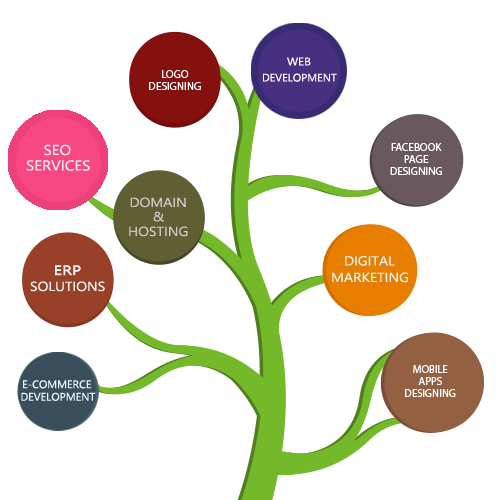 LOGO
DESIGNING
WEB
DEVELOPMENT
SEO
SERVICES
FACEBOOK
PAGE
DESIGNING
DOMAIN
&
HOSTING
ERP
SOLUTIONS
DIGITAL
MARKETING
E-COMMERCE
DEVELOPMENT
MOBILE
APPS
DESIGNING